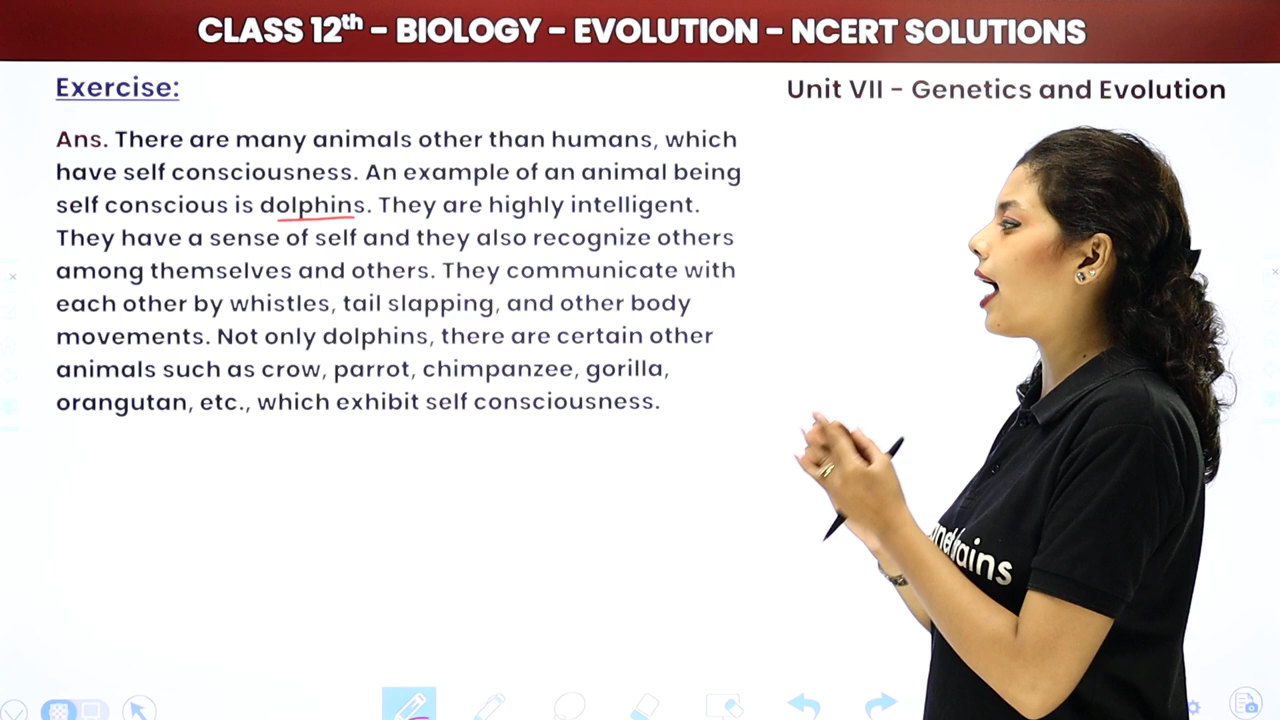 CLASS 12th - BIOLOGY - EVOLUTION - NCERT SOLUTIONS
Exercise:
Unit VII - Genetics and Evolution
Ans. There are many animals other than humans, which
have self consciousness. An example of an animal being
self conscious is dolphins. They are highly intelligent.
They have a sense of self and they also recognize others
among themselves and others. They communicate with
each other by whistles, tail slapping, and other body
movements. Not only dolphins, there are certain other
animals such as crow, parrot, chimpanzee, gorilla,
orangutan, etc., which exhibit self consciousness.